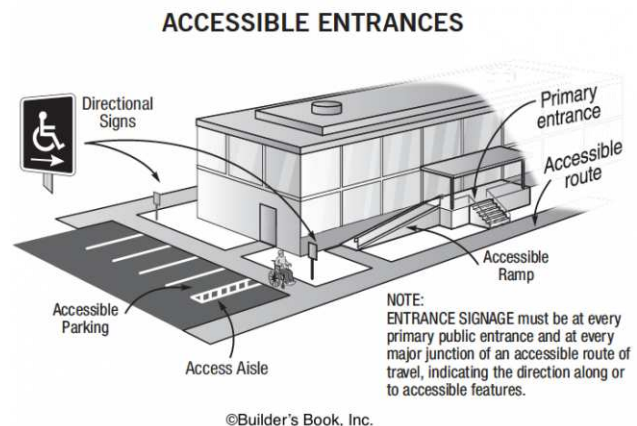 ACCESSIBLE ENTRANCES
Directional
Signs
Primary
entrance
Accessible
route
Accessible
Ramp
Accessible
Parking
Access Aisle
NOTE:
ENTRANCE SIGNAGE must be at every
primary public entrance and at every
major junction of an accessible route of
travel, indicating the direction along or
to accessible features.
©Builder's Book, Inc.